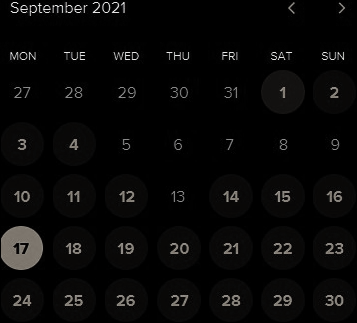 September 2021
MON TUE WED THU FRI SAT SUN
27 28 29 30 31 1 2
3 4 5 6 7 8 9
10 11 12 13 14 15 16
17 18 19 20 21 22 23
24 25 26 27 28 29 30